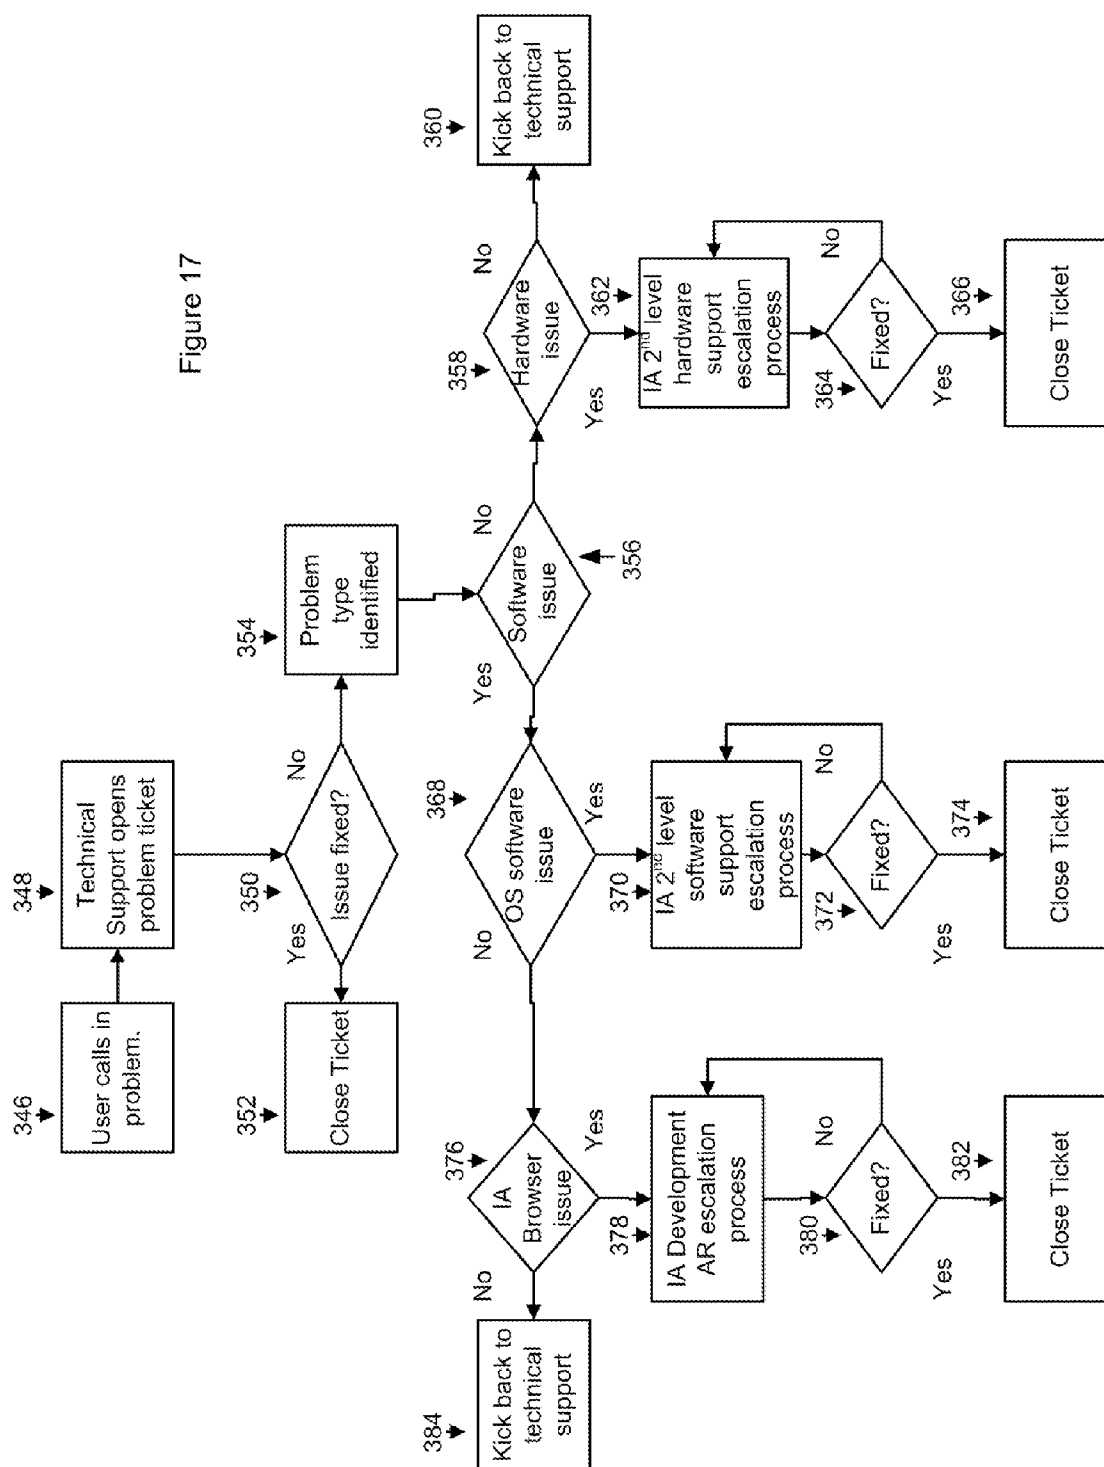 Figure 17
346
User calls in
problem.
348
Technical
Support opens
problem ticket
350
Issue fixed?
Yes
No
352
Close Ticket
354
Problem
type
identified
356
Software
issue
Yes
No
358
Hardware
issue
No
Yes
360
Kick back to
technical
support
362
IA 2nd level
hardware
support
escalation
process
364
Fixed?
No
Yes
366
Close Ticket
368
OS software
issue
No
Yes
370
IA 2nd level
software
support
escalation
process
372
Fixed?
No
Yes
374
Close Ticket
376
IA
Browser
issue
No
Yes
378
IA Development
AR escalation
process
380
Fixed?
No
Yes
382
Close Ticket
384
Kick back to
technical
support